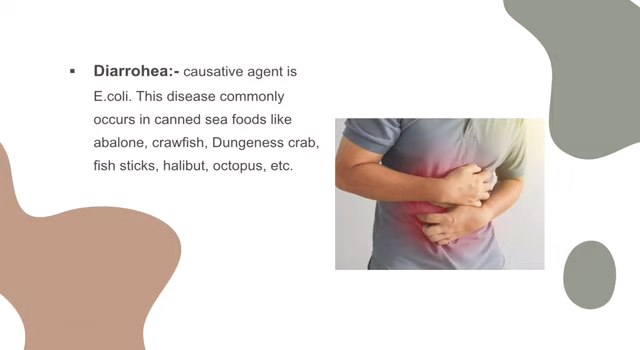 ▪ Diarrohea:- causative agent is
E.coli. This disease commonly
occurs in canned sea foods like
abalone, crawfish, Dungeness crab,
fish sticks, halibut, octopus, etc.